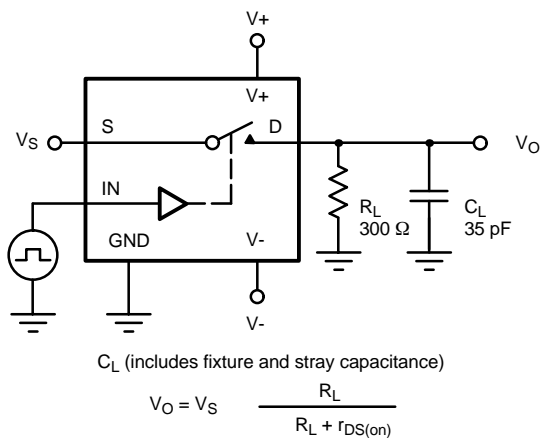 V+
V+
S
D
VS
VO
IN
RL
300 Ω
CL
35 pF
GND
V-
V-
CL (includes fixture and stray capacitance)
VO = VS RL
RL + rDS(on)